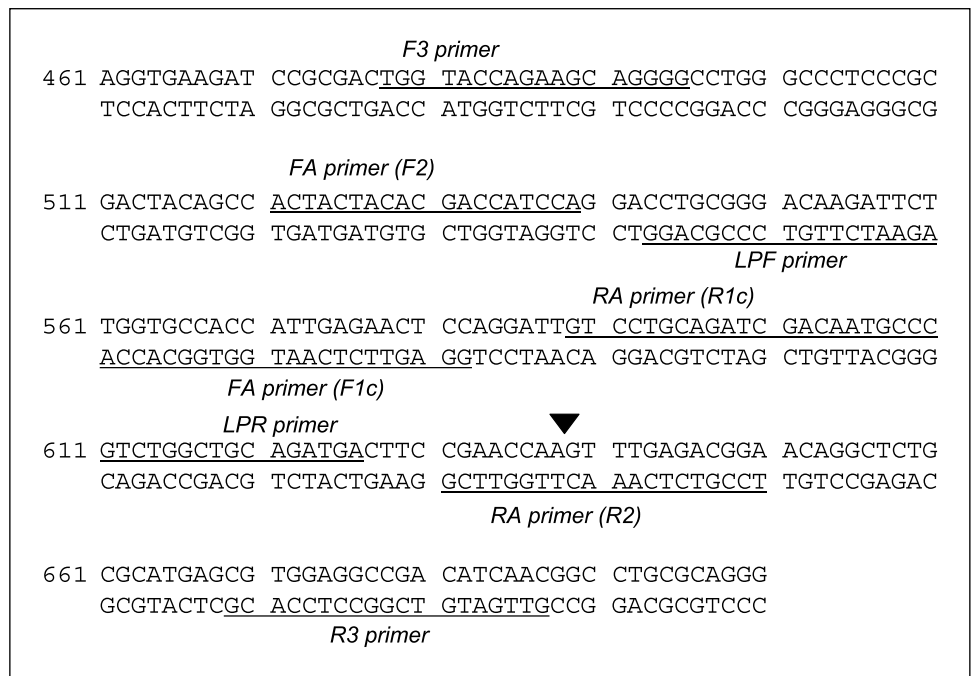 F3 primer
461 AGGTGAAGAT CCGCGACTGG TACCAGAAGC AGGGGCCTGG GCCCTCCCGC
TCCACTTCTA GGCGCTGACC ATGGTCTTCG TCCCCGGACC CGGGAGGGCG
FA primer (F2)
511 GACTACAGCC ACTACTACAC GACCATCCAG GACCTGCGGG ACAAGATTCT
CTGATGTCGG TGATGATGTG CTGGTAGGTC CTGGACGCCC TGTTCTAAGA
LPF primer
RA primer (R1c)
561 TGGTGCCACC ATTGAGAACT CCAGGATTGT CCTGCAGATC GACAATGCCC
ACCACGGTGG TAACTCTTGA GGTCCTAACA GGACGTCTAG CTGTTACGGG
FA primer (F1c)
LPR primer
611 GTCTGGCTGC AGATGACTTC CGAACCAAGT TTGAGACGGA ACAGGCTCTG
CAGACCGACG TCTACTGAAG GCTTGGTTCA AACTCTGCCT TGTCCGAGAC
RA primer (R2)
661 CGCATGAGCG TGGAGGCCGA CATCAACGGC CTGCGCAGGG
GCGTACTCGC ACCTCCGGCT GTAGTTGCCG GACGCGTCCC
R3 primer